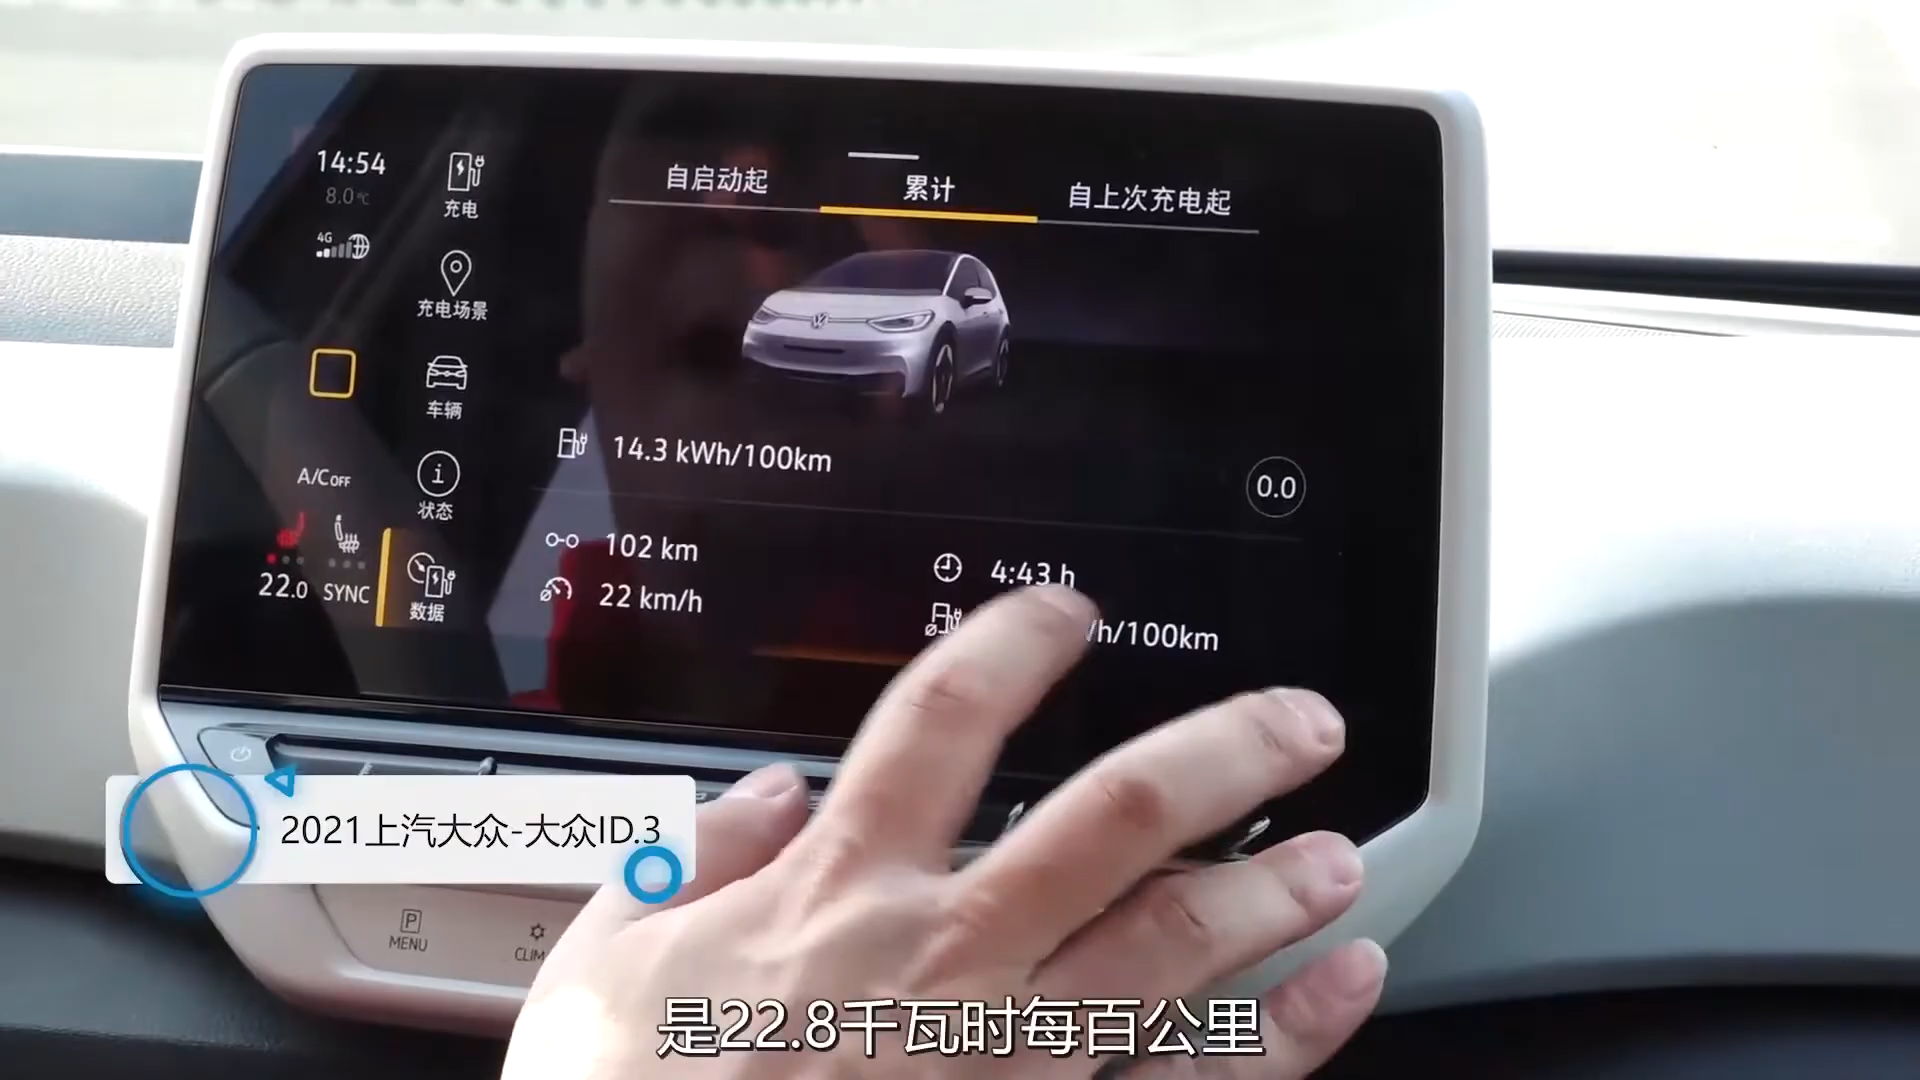 14:54
8.0℃
4G
充电
充电场景
车辆
A/C OFF
状态
22.0
SYNC
数据
自启动起
累计
自上次充电起
14.3 kWh/100km
0.0
102 km
4:43 h
22 km/h
Wh/100km
2021上汽大众-大众ID.3
P
MENU
CLIM
是22.8千瓦时每百公里